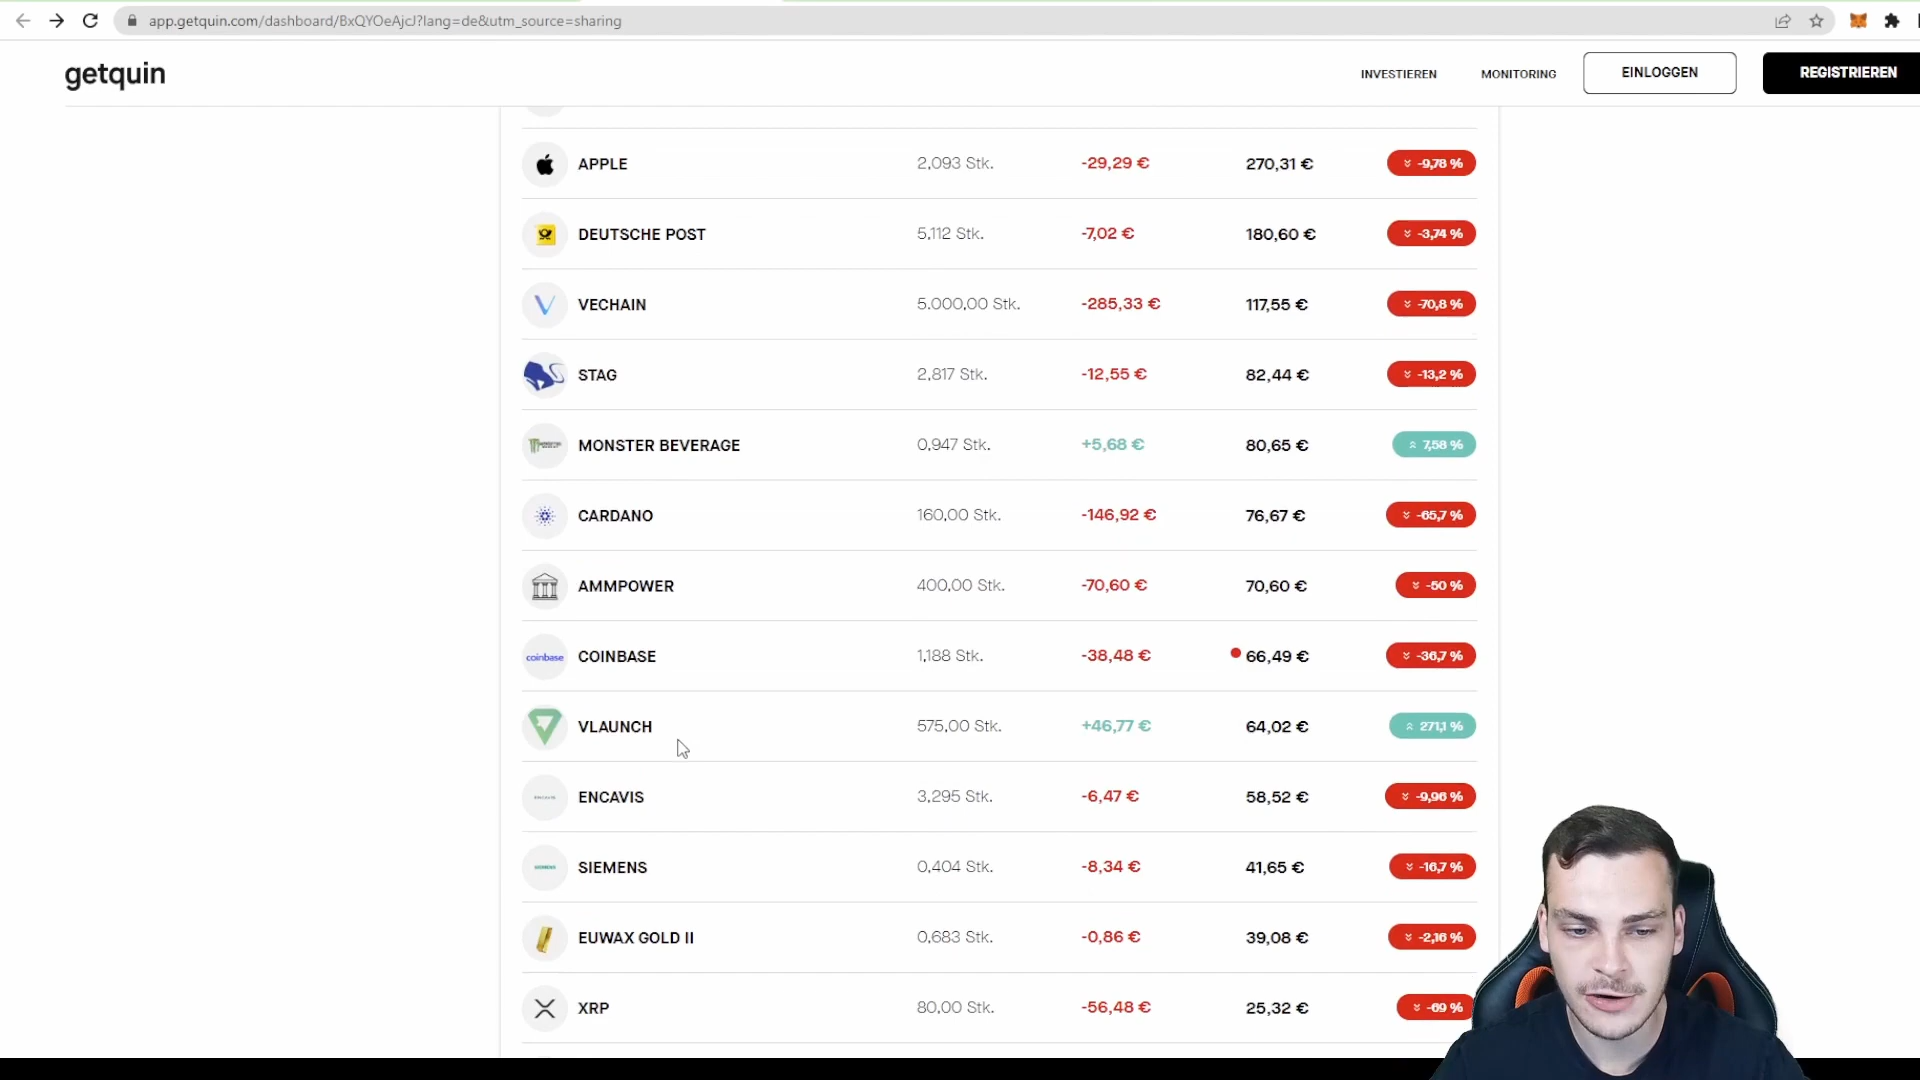 app.getquin.com/dashboard/BxQYOeAjcJ?lang=de&utm_source=sharing
getquin INVESTIEREN MONITORING EINLOGGEN REGISTRIEREN
APPLE 2,093 Stk. -29,29 € 270,31 € -9,78 %
DEUTSCHE POST 5,112 Stk. -7,02 € 180,60 € -3,74 %
VECHAIN 5.000,00 Stk. -285,33 € 117,55 € -70,8 %
STAG 2,817 Stk. -12,55 € 82,44 € -13,2 %
MONSTER BEVERAGE 0,947 Stk. +5,68 € 80,65 € 7,58 %
CARDANO 160,00 Stk. -146,92 € 76,67 € -65,7 %
AMMPOWER 400,00 Stk. -70,60 € 70,60 € -50 %
coinbase COINBASE 1,188 Stk. -38,48 € 66,49 € -36,7 %
VLAUNCH 575,00 Stk. +46,77 € 64,02 € 271,1 %
ENCAVIS 3,295 Stk. -6,47 € 58,52 € -9,96 %
SIEMENS SIEMENS 0,404 Stk. -8,34 € 41,65 € -16,7 %
EUWAX GOLD II 0,683 Stk. -0,86 € 39,08 € -2,16 %
XRP 80,00 Stk. -56,48 € 25,32 € -69 %